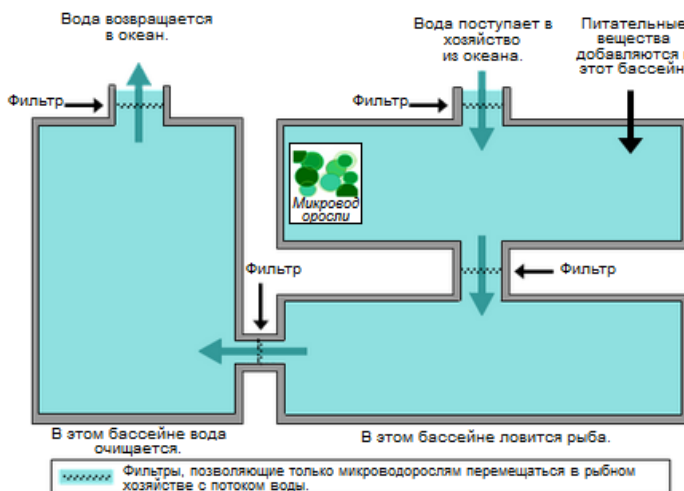 Вода возвращается
в океан.
Вода поступает в
хозяйство
из океана.
Питательные
вещества
добавляются в
этот бассейн
Фильтр
Фильтр
Микровод
оросли
Фильтр
Фильтр
В этом бассейне вода
очищается.
В этом бассейне ловится рыба.
Фильтры, позволяющие только микроводорослям перемещаться в рыбном
хозяйстве с потоком воды.